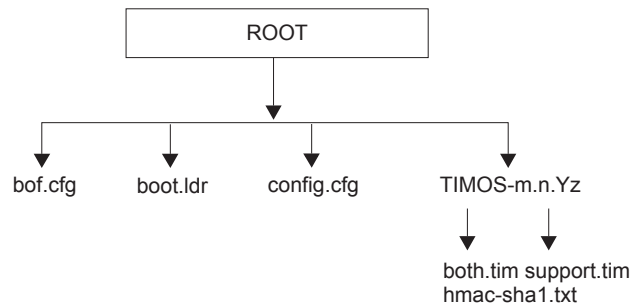 ROOT
bof.cfg boot.ldr config.cfg TIMOS-m.n.Yz
both.tim support.tim
hmac-sha1.txt